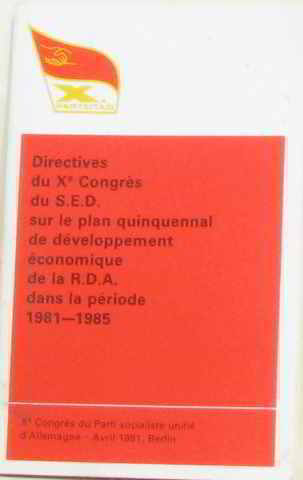 X.
PARTEITAG
Directives
du Xe Congrès
du S.E.D.
sur le plan quinquennal
de développement
économique
de la R.D.A.
dans la période
1981—1985
Xe Congrès du Parti socialiste unifié
d'Allemagne - Avril 1981, Berlin